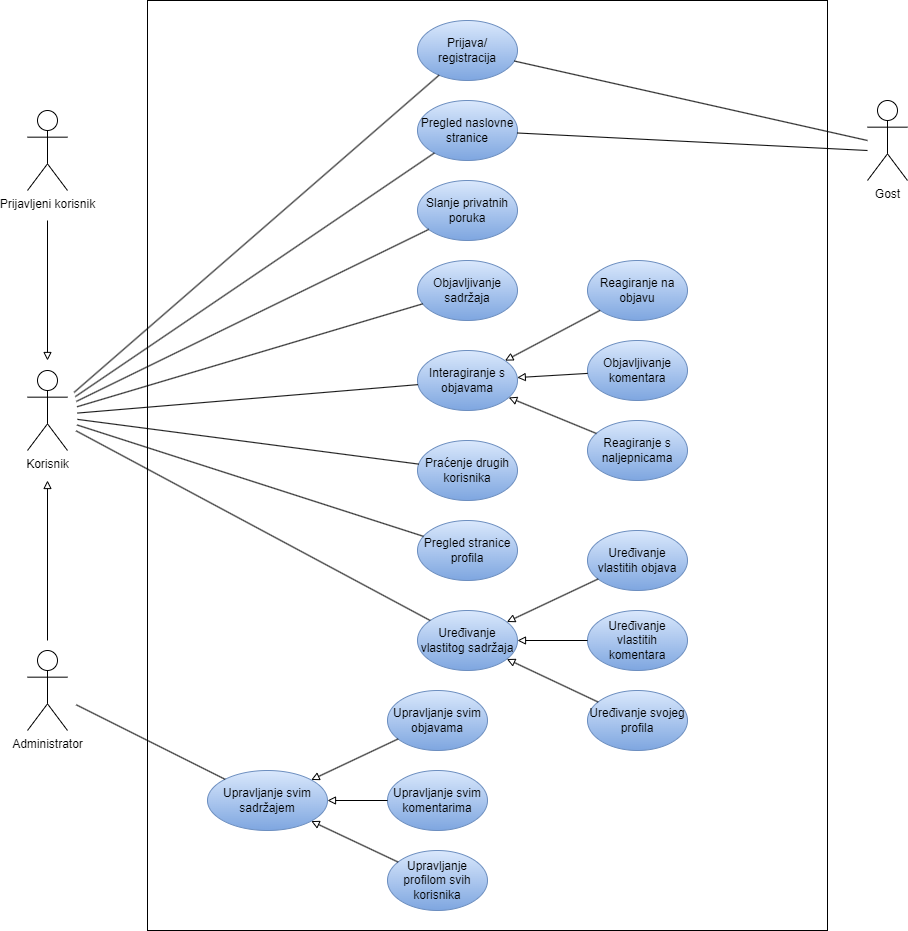 Prijava/
registracija
Pregled naslovne
stranice
Prijavljeni korisnik
Gost
Slanje privatnih
poruka
Objavljivanje
sadržaja
Reagiranje na
objavu
Interagiranje s
objavama
Objavljivanje
komentara
Reagiranje s
naljepnicama
Korisnik
Praćenje drugih
korisnika
Pregled stranice
profila
Uređivanje
vlastitih objava
Uređivanje
vlastitog sadržaja
Uređivanje
vlastitih
komentara
Uređivanje svojeg
profila
Administrator
Upravljanje svim
objavama
Upravljanje svim
sadržajem
Upravljanje svim
komentarima
Upravljanje
profilom svih
korisnika